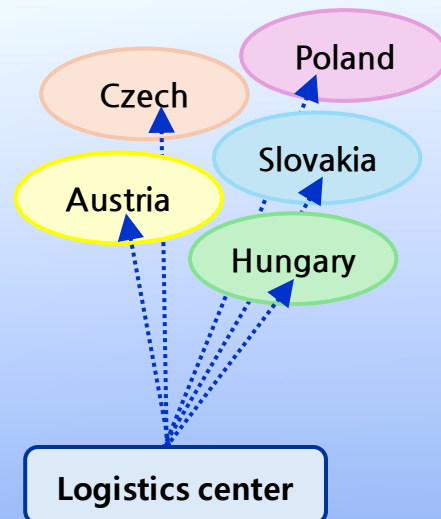 Poland
Czech
Slovakia
Austria
Hungary
Logistics center